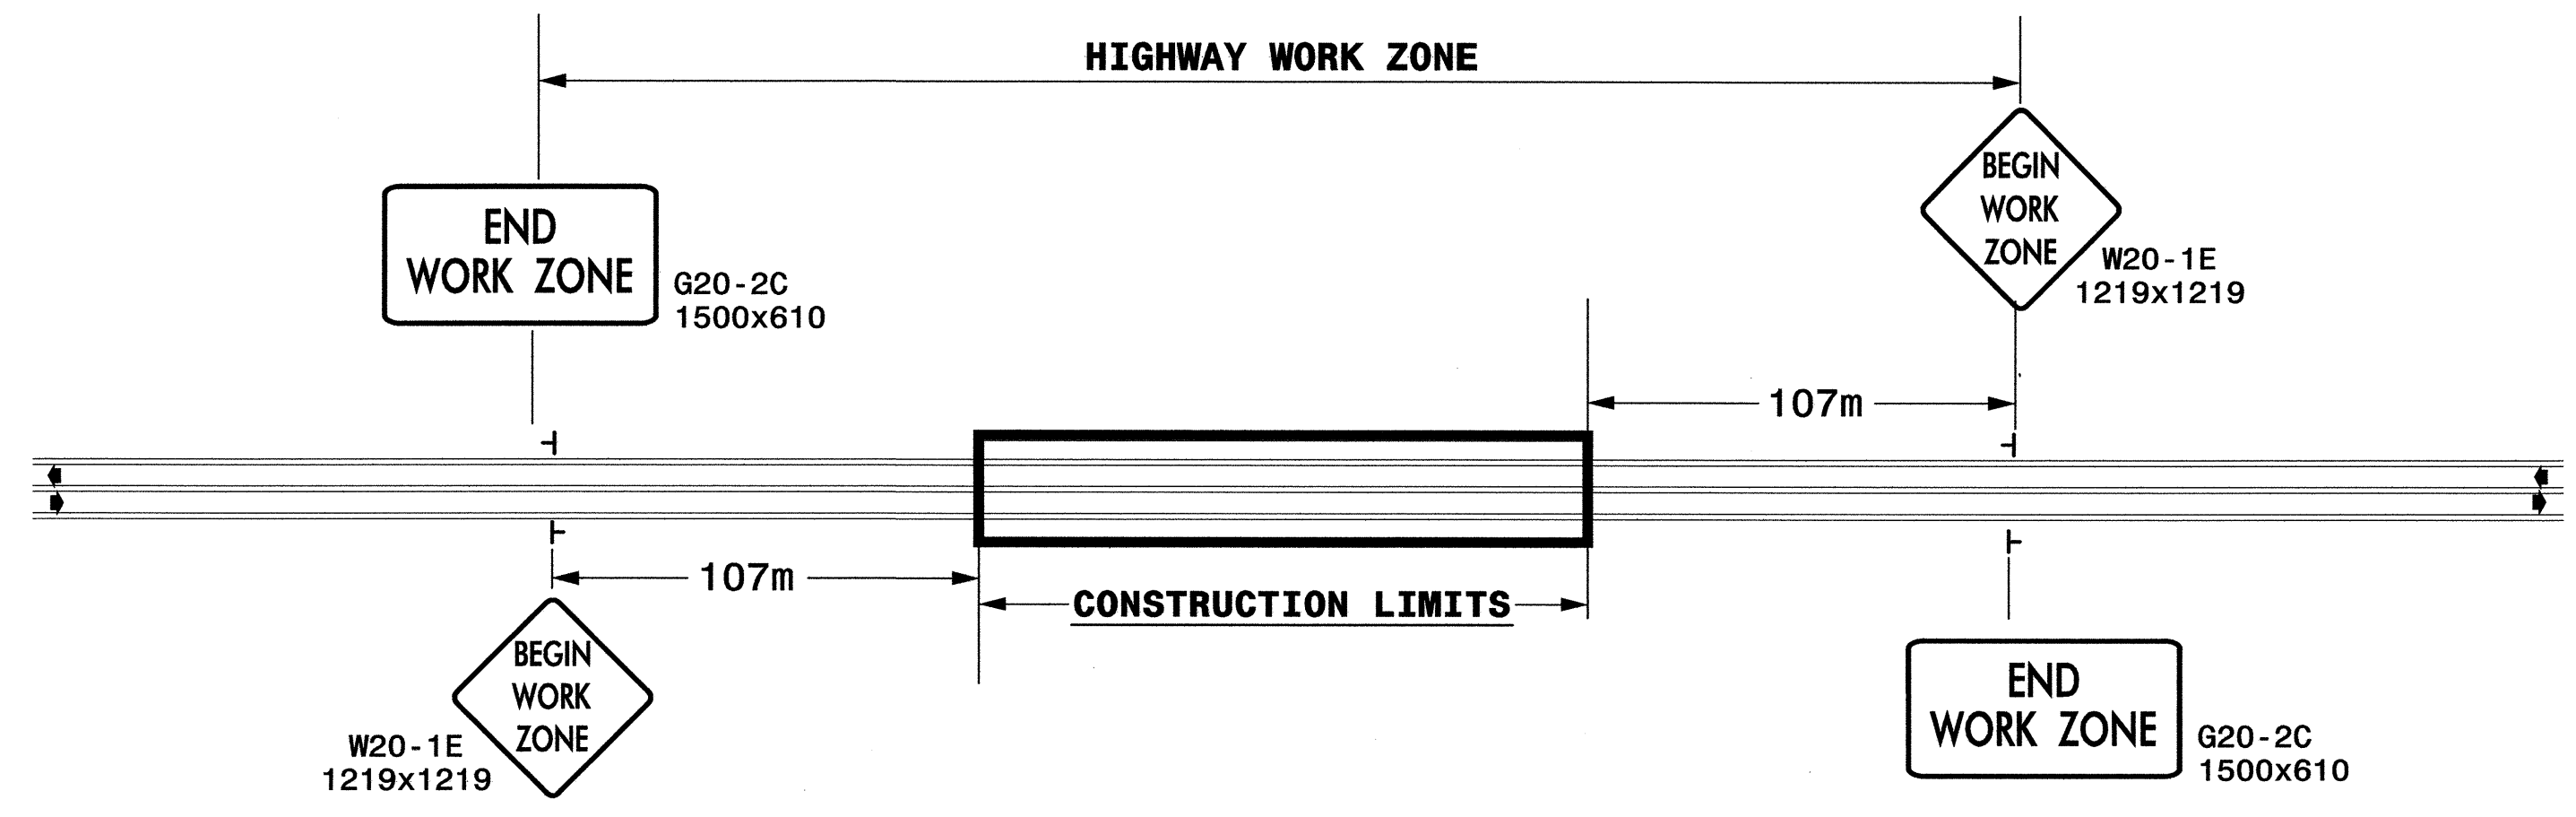 HIGHWAY WORK ZONE
BEGIN
WORK
ZONE
W20-1E
1219x1219
END
WORK ZONE
G20-2C
1500x610
107m
107m
CONSTRUCTION LIMITS
BEGIN
WORK
ZONE
W20-1E
1219x1219
END
WORK ZONE
G20-2C
1500x610